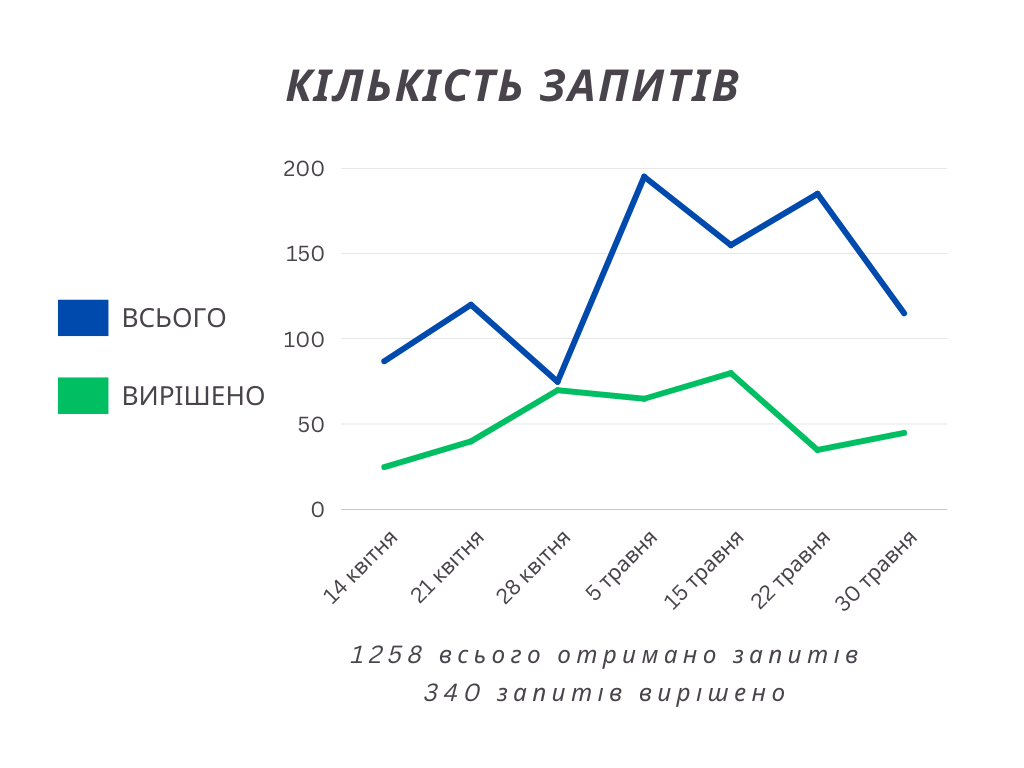 КІЛЬКІСТЬ ЗАПИТІВ
200
150
100
50
0
ВСЬОГО
ВИРІШЕНО
14 квітня
21 квітня
28 квітня
5 травня
15 травня
22 травня
30 травня
1258 всього отримано запитів
340 запитів вирішено